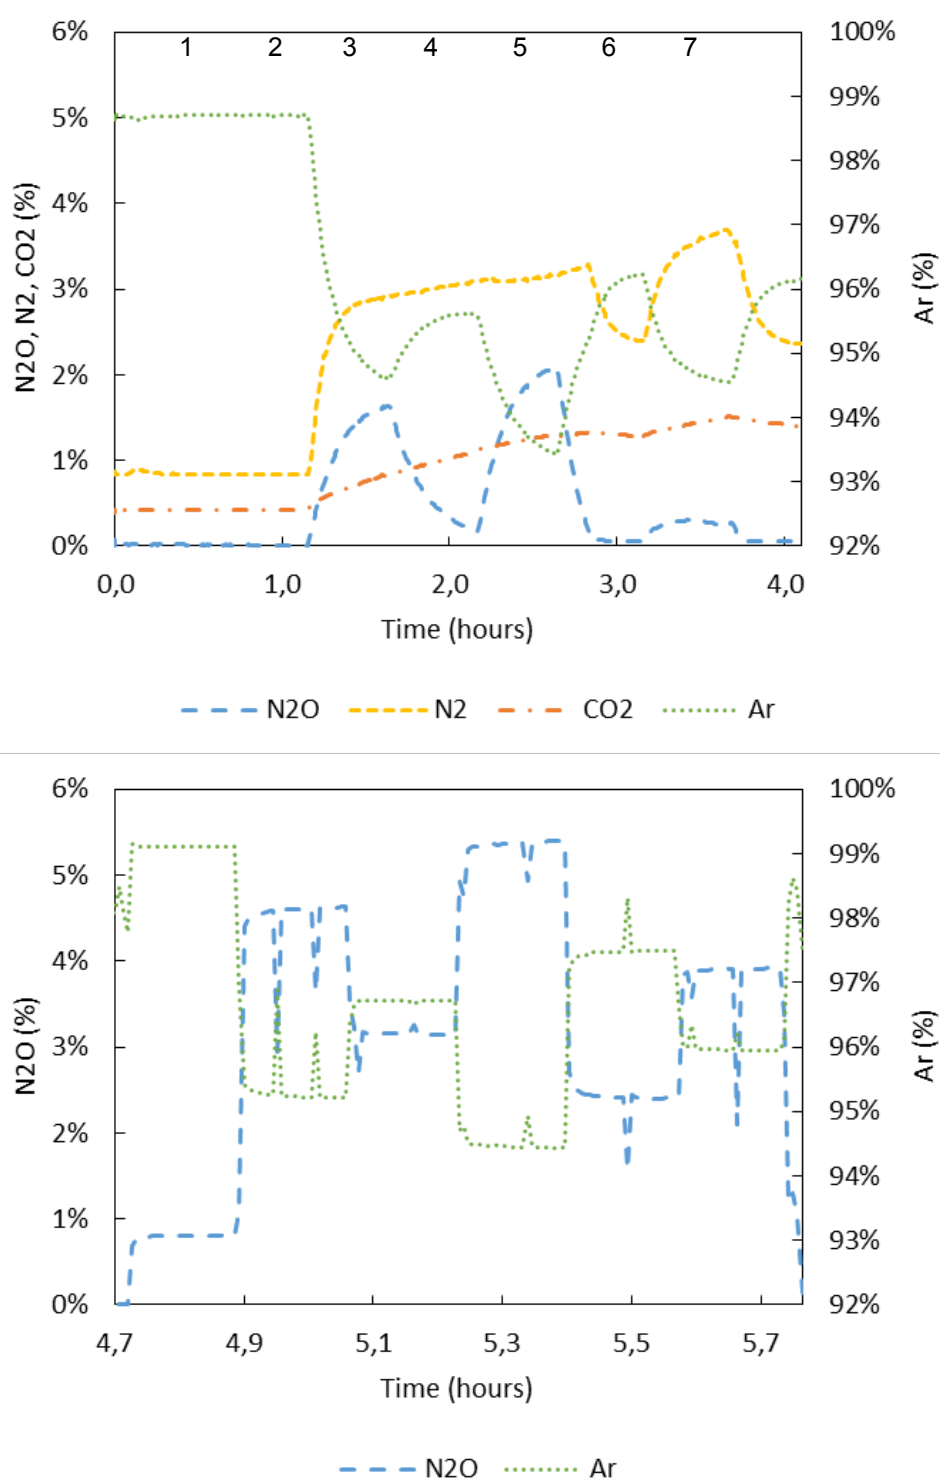 6% 1 2 3 4 5 6 7 100%
99%
5%
98%
4%
97%
3% 96%
95%
2%
94%
1%
93%
0% 92%
N2O, N2, CO2 (%)
Ar (%)
0,0 1,0 2,0 3,0 4,0
Time (hours)
N2O N2 CO2 Ar
6% 100%
99%
5%
98%
4%
97%
3% 96%
95%
2%
94%
1%
93%
0% 92%
N2O (%)
Ar (%)
4,7 4,9 5,1 5,3 5,5 5,7
Time (hours)
N2O Ar